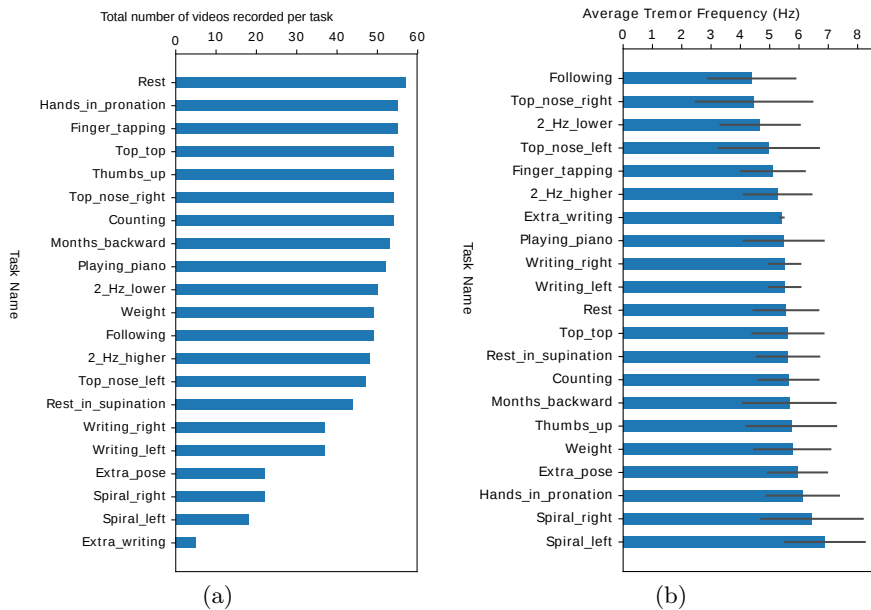 Total number of videos recorded per task
0 10 20 30 40 50 60
Task Name
Rest
Hands_in_pronation
Finger_tapping
Top_top
Thumbs_up
Top_nose_right
Counting
Months_backward
Playing_piano
2_Hz_lower
Weight
Following
2_Hz_higher
Top_nose_left
Rest_in_supination
Writing_right
Writing_left
Extra_pose
Spiral_right
Spiral_left
Extra_writing
(a)
Average Tremor Frequency (Hz)
0 1 2 3 4 5 6 7 8
Task Name
Following
Top_nose_right
2_Hz_lower
Top_nose_left
Finger_tapping
2_Hz_higher
Extra_writing
Playing_piano
Writing_right
Writing_left
Rest
Top_top
Rest_in_supination
Counting
Months_backward
Thumbs_up
Weight
Extra_pose
Hands_in_pronation
Spiral_right
Spiral_left
(b)